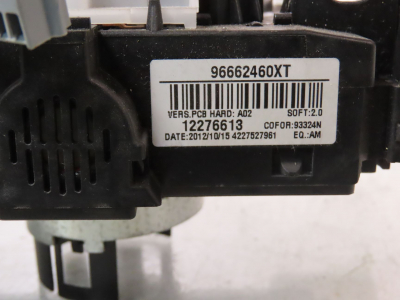 96662460XT
VERS.PCB HARD: A02 SOFT:2.0
12276613 COFOR:93324N
DATE:2012/10/15 4227527961 EQ.:AM